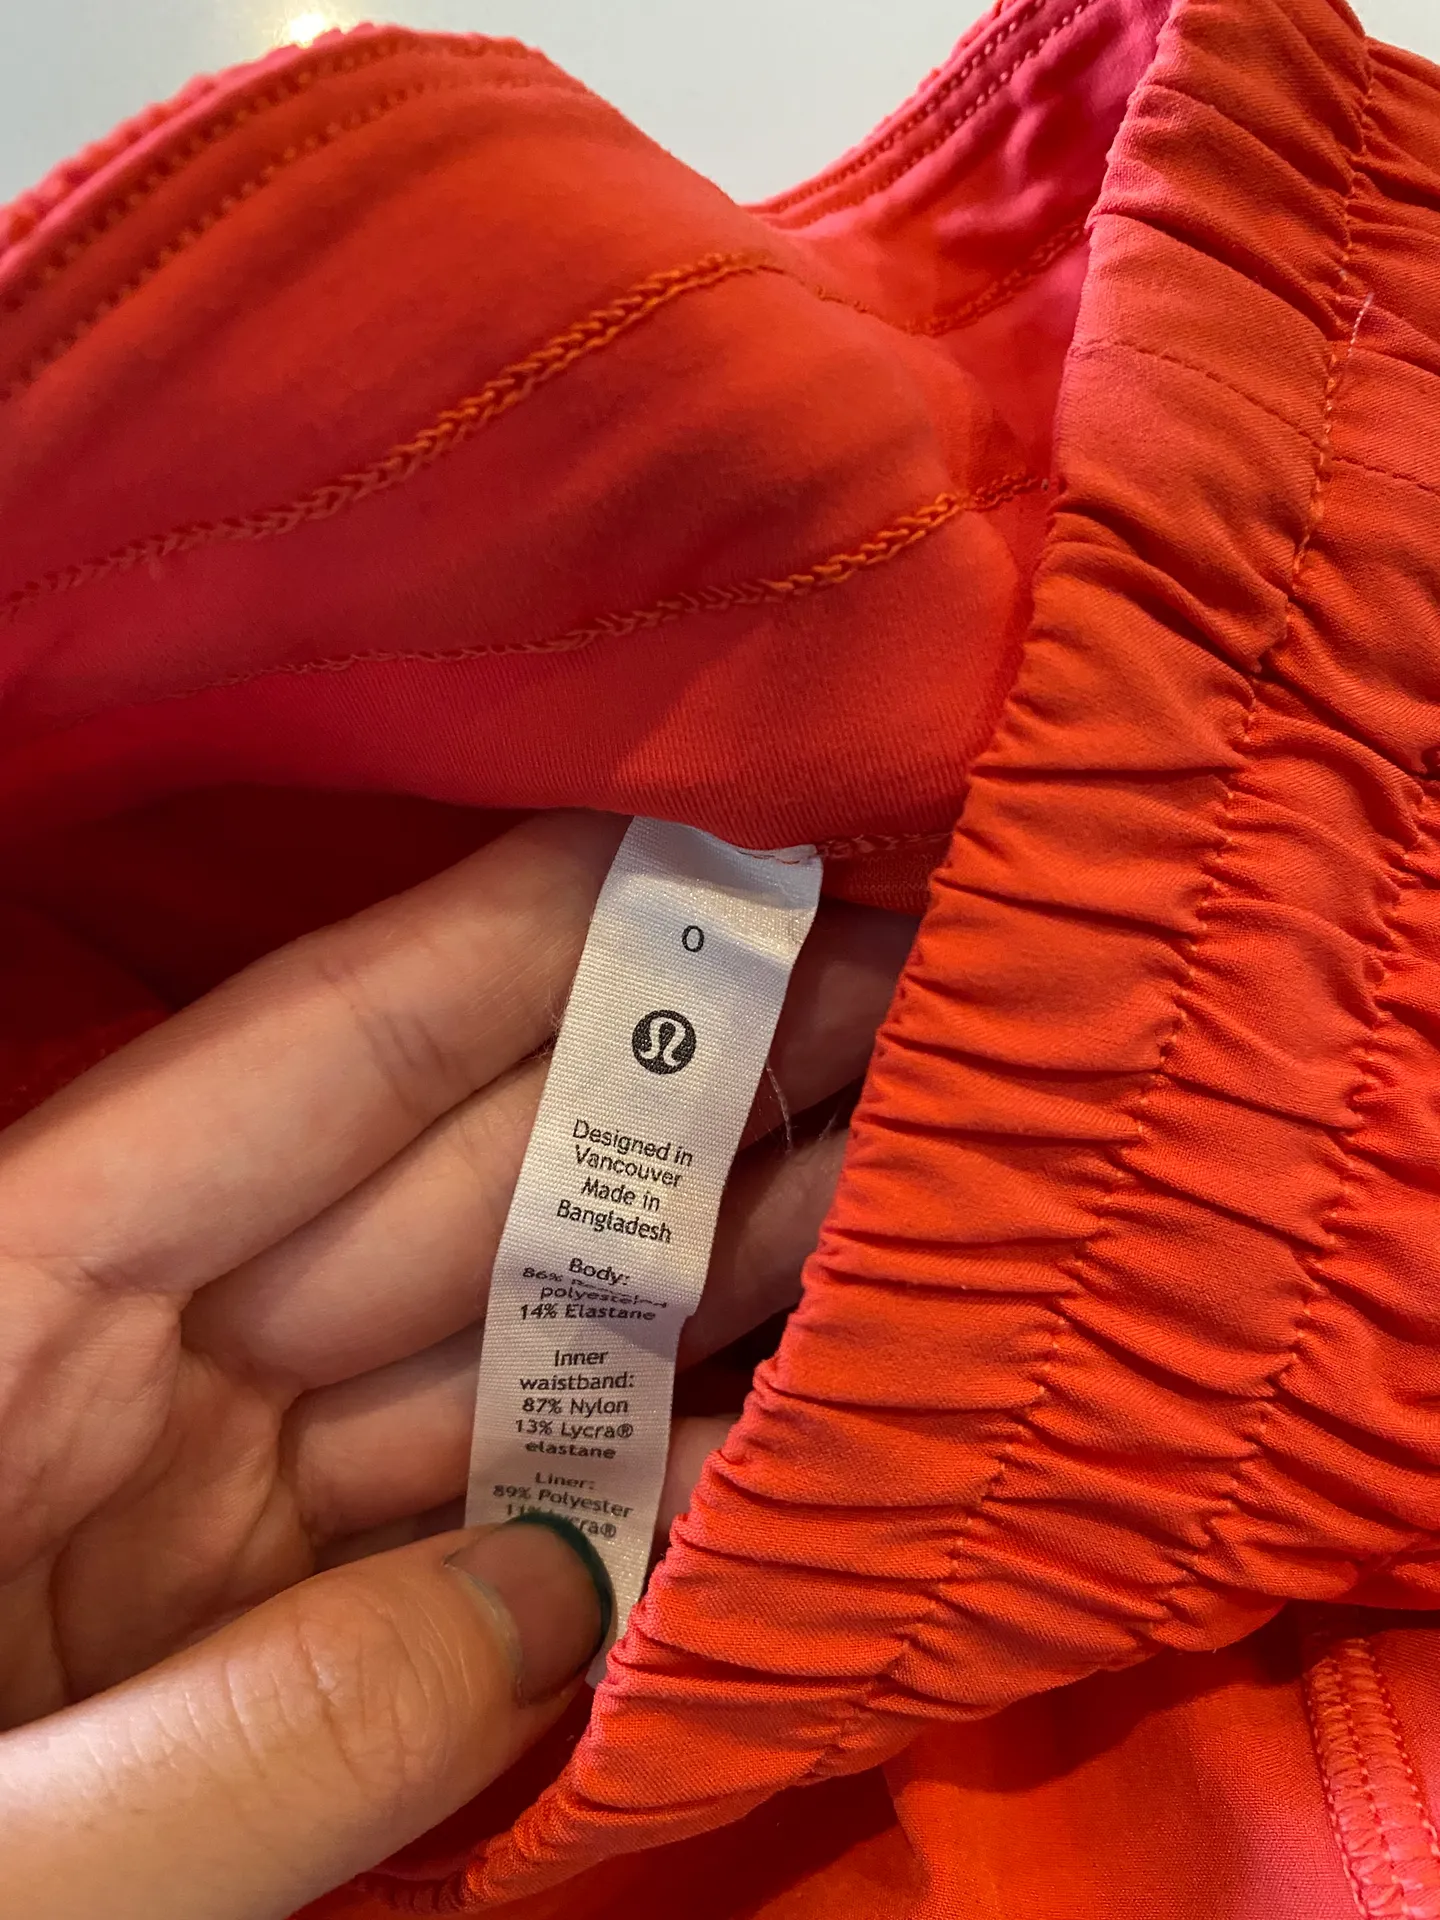 0
Designed in
Vancouver
Made in
Bangladesh
Body:
86%
14% Elastane
Inner
waistband:
87% Nylon
13% Lycra®
elastane
Liner:
89% Polyester